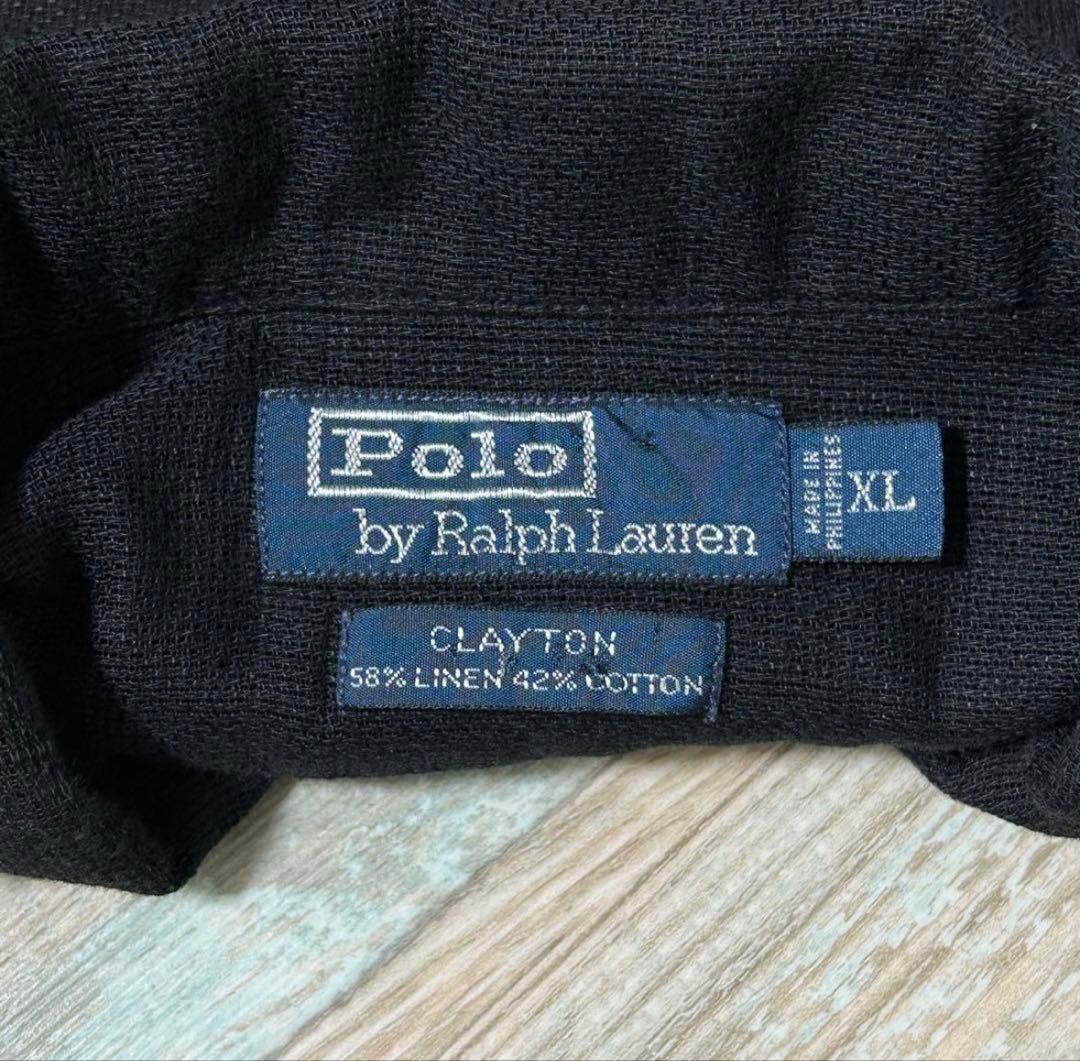 Polo
by Ralph Lauren
MADE IN
PHILIPPINES
XL
CLAYTON
58% LINEN 42% COTTON